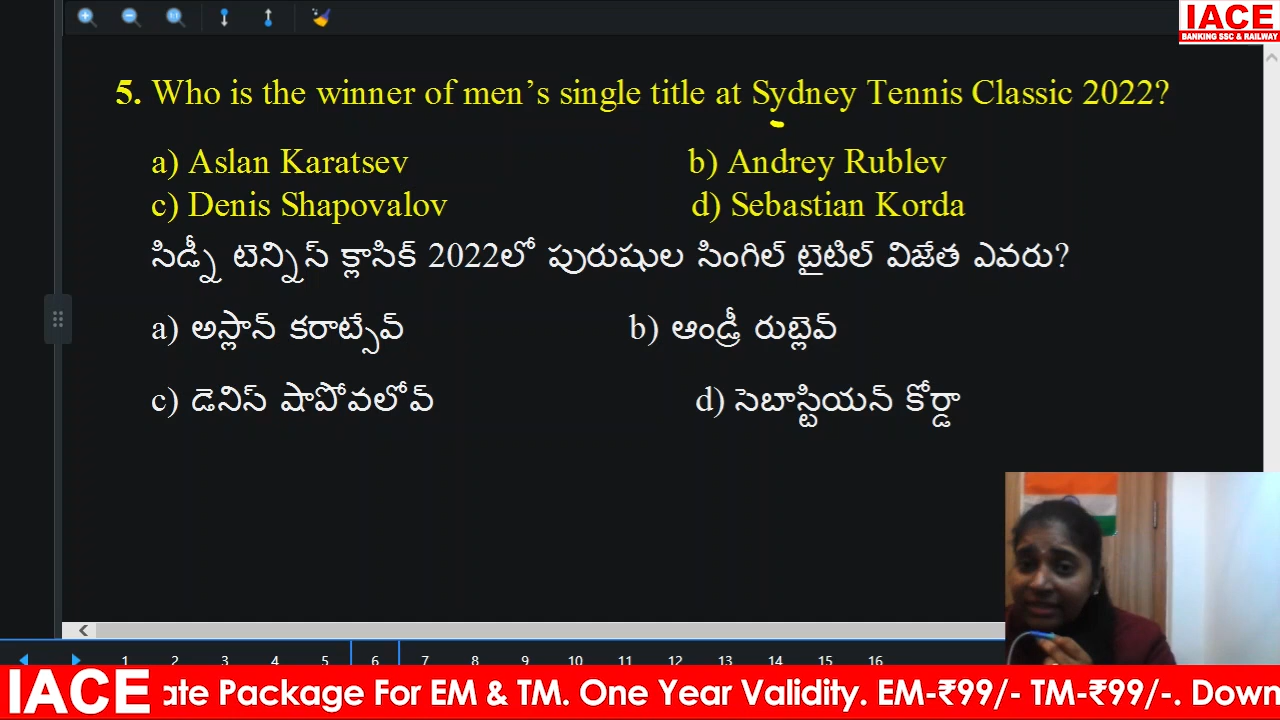 IACE
BANKING SSC & RAILWAY
5. Who is the winner of men’s single title at Sydney Tennis Classic 2022?
a) Aslan Karatsev b) Andrey Rublev
c) Denis Shapovalov d) Sebastian Korda
సిడ్నీ టెన్నిస్ క్లాసిక్ 2022లో పురుషుల సింగిల్ టైటిల్ విజేత ఎవరు?
a) అస్లాన్ కరాట్సేవ్ b) ఆండ్రీ రుబ్లెవ్
c) డెనిస్ షాపోవలోవ్ d) సెబాస్టియన్ కోర్డా
1 2 3 4 5 6 7 8 9 10 11 12 13 14 15 16
IACE ate Package For EM & TM. One Year Validity. EM-₹99/- TM-₹99/-. Down